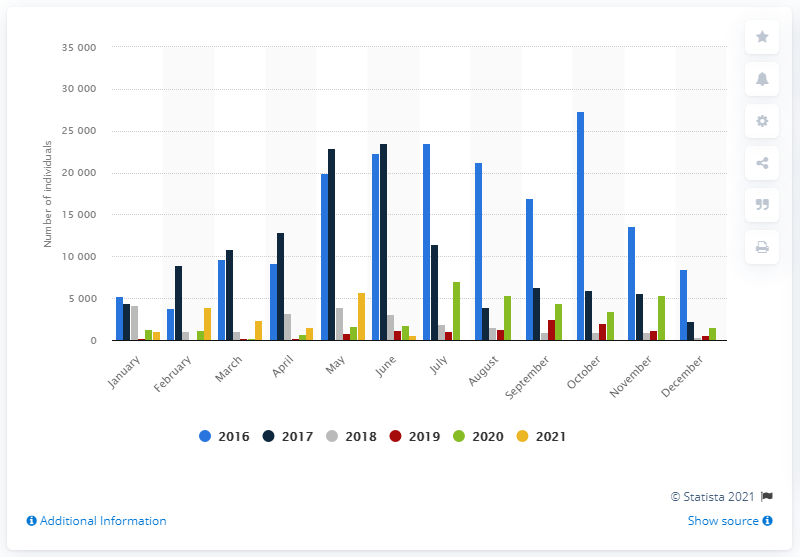 35 000
30 000
25 000
20 000
15 000
10 000
5 000
0
Number of individuals
January
February
March
April
May
June
July
August
September
October
November
December
2016 2017 2018 2019 2020 2021
© Statista 2021
Additional Information
Show source